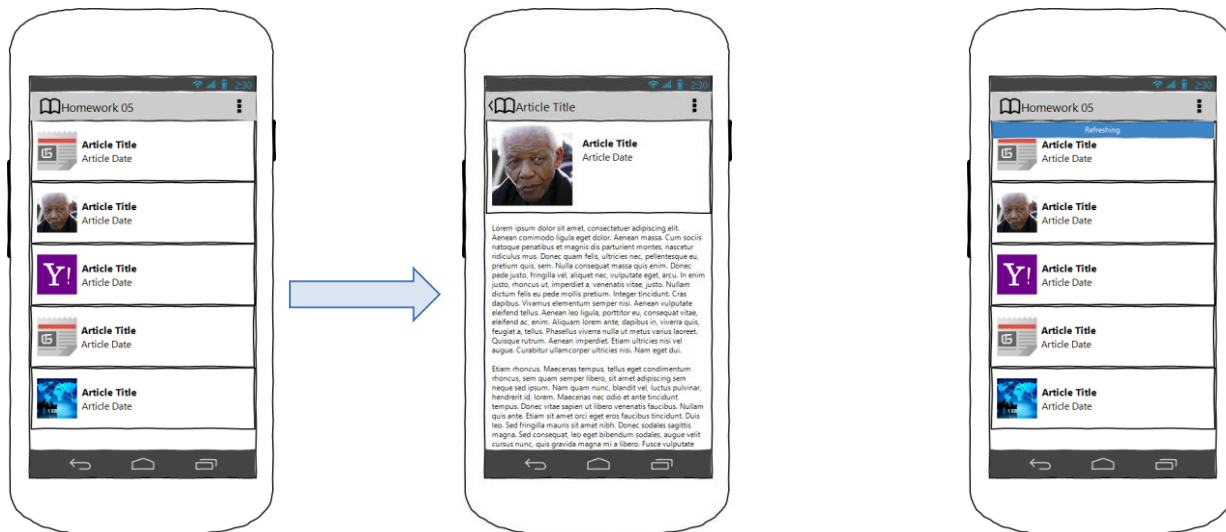 2:30
Homework 05
Article Title
Article Date
Article Title
Article Date
Y!
Article Title
Article Date
Article Title
Article Date
Article Title
Article Date
2:30
Article Title
Article Title
Article Date
Lorem ipsum dolor sit amet, consectetuer adipiscing elit.
Aenean commodo ligula eget dolor. Aenean massa. Cum sociis
natoque penatibus et magnis dis parturient montes, nascetur
ridiculus mus. Donec quam felis, ultricies nec, pellentesque eu,
pretium quis, sem. Nulla consequat massa quis enim. Donec
pede justo, fringilla vel, aliquet nec, vulputate eget, arcu. In enim
justo, rhoncus ut, imperdiet a, venenatis vitae, justo. Nullam
dictum felis eu pede mollis pretium. Integer tincidunt. Cras
dapibus. Vivamus elementum semper nisi. Aenean vulputate
eleifend tellus. Aenean leo ligula, porttitor eu, consequat vitae,
eleifend ac, enim. Aliquam lorem ante, dapibus in, viverra quis,
feugiat a, tellus. Phasellus viverra nulla ut metus varius laoreet.
Quisque rutrum. Aenean imperdiet. Etiam ultricies nisi vel
augue. Curabitur ullamcorper ultricies nisi. Nam eget dui.
Etiam rhoncus. Maecenas tempus, tellus eget condimentum
rhoncus, sem quam semper libero, sit amet adipiscing sem
neque sed ipsum. Nam quam nunc, blandit vel, luctus pulvinar,
hendrerit id, lorem. Maecenas nec odio et ante tincidunt
tempus. Donec vitae sapien ut libero venenatis faucibus. Nullam
quis ante. Etiam sit amet orci eget eros faucibus tincidunt. Duis
leo. Sed fringilla mauris sit amet nibh. Donec sodales sagittis
magna. Sed consequat, leo eget bibendum sodales, augue velit
cursus nunc, quis gravida magna mi a libero. Fusce vulputate
2:30
Homework 05
Refreshing
Article Title
Article Date
Article Title
Article Date
Y!
Article Title
Article Date
Article Title
Article Date
Article Title
Article Date